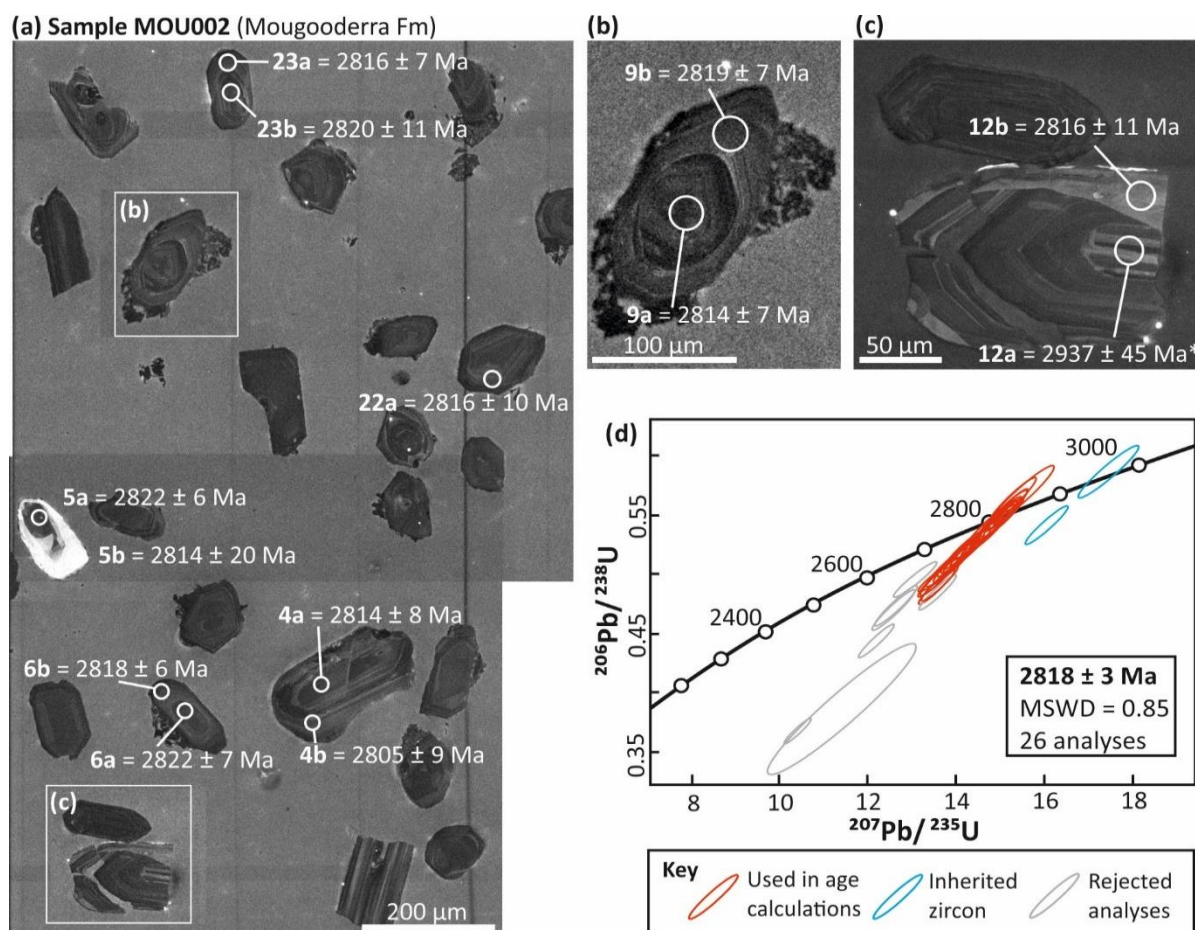 (a) Sample MOU002 (Mougooderra Fm)
23a = 2816 ± 7 Ma
23b = 2820 ± 11 Ma
(b)
22a = 2816 ± 10 Ma
5a = 2822 ± 6 Ma
5b = 2814 ± 20 Ma
4a = 2814 ± 8 Ma
6b = 2818 ± 6 Ma
6a = 2822 ± 7 Ma
4b = 2805 ± 9 Ma
(c)
200 µm
(b)
9b = 2819 ± 7 Ma
9a = 2814 ± 7 Ma
100 µm
(c)
12b = 2816 ± 11 Ma
12a = 2937 ± 45 Ma*
50 µm
(d)
3000
2800
2600
2400
0.55
0.45
0.35
²⁰⁶Pb/²³⁸U
2818 ± 3 Ma
MSWD = 0.85
26 analyses
8 10 12 14 16 18
²⁰⁷Pb/²³⁵U
Key
Used in age
calculations
Inherited
zircon
Rejected
analyses